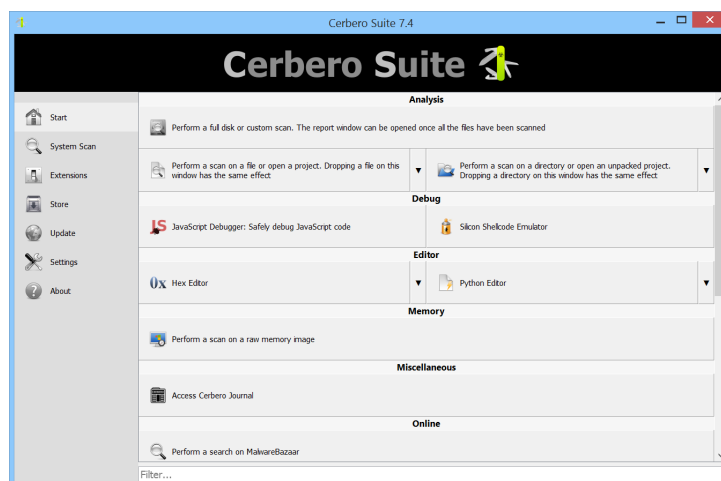 Cerbero Suite 7.4
Cerbero Suite
Start
System Scan
Extensions
Store
Update
Settings
About
Analysis
Perform a full disk or custom scan. The report window can be opened once all the files have been scanned
Perform a scan on a file or open a project. Dropping a file on this
window has the same effect
Perform a scan on a directory or open an unpacked project.
Dropping a directory on this window has the same effect
Debug
JS
JavaScript Debugger: Safely debug JavaScript code
Silicon Shellcode Emulator
Editor
0x
Hex Editor
Python Editor
Memory
Perform a scan on a raw memory image
Miscellaneous
Access Cerbero Journal
Online
Perform a search on MalwareBazaar
Filter...